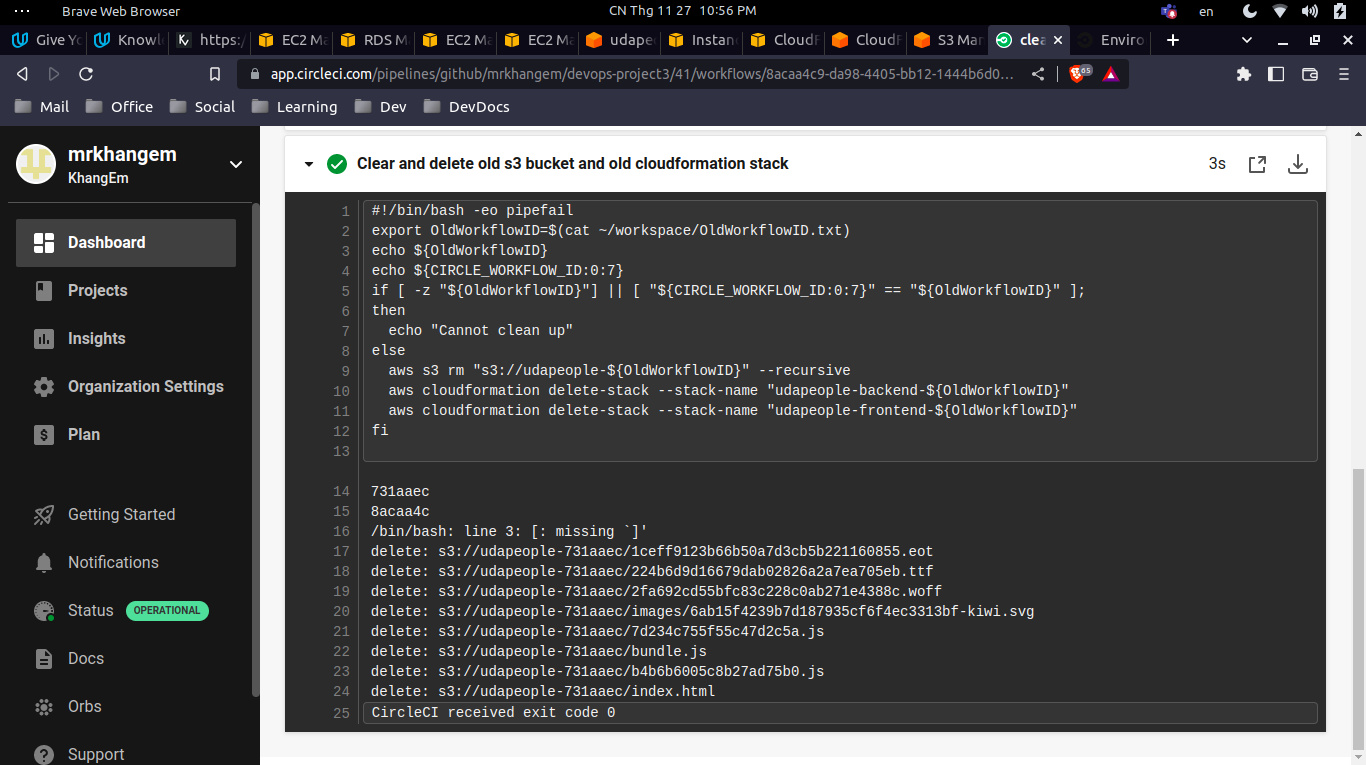 Brave Web Browser
CN Thg 11 27 10:56 PM
en
Give Yo
Knowl
https:/
EC2 Ma
RDS M
EC2 Ma
EC2 Ma
udape
Instan
CloudF
CloudF
S3 Mar
clea
Enviro
app.circleci.com/pipelines/github/mrkhangem/devops-project3/41/workflows/8acaa4c9-da98-4405-bb12-1444b6d0...
65
Mail
Office
Social
Learning
Dev
DevDocs
mrkhangem
KhangEm
Dashboard
Projects
Insights
Organization Settings
Plan
Getting Started
Notifications
Status OPERATIONAL
Docs
Orbs
Support
Clear and delete old s3 bucket and old cloudformation stack
3s
1 #!/bin/bash -eo pipefail
2 export OldWorkflowID=$(cat ~/workspace/OldWorkflowID.txt)
3 echo ${OldWorkflowID}
4 echo ${CIRCLE_WORKFLOW_ID:0:7}
5 if [ -z "${OldWorkflowID}"] || [ "${CIRCLE_WORKFLOW_ID:0:7}" == "${OldWorkflowID}" ];
6 then
7 echo "Cannot clean up"
8 else
9 aws s3 rm "s3://udapeople-${OldWorkflowID}" --recursive
10 aws cloudformation delete-stack --stack-name "udapeople-backend-${OldWorkflowID}"
11 aws cloudformation delete-stack --stack-name "udapeople-frontend-${OldWorkflowID}"
12 fi
13
14 731aaec
15 8acaa4c
16 /bin/bash: line 3: [: missing `]'
17 delete: s3://udapeople-731aaec/1ceff9123b66b50a7d3cb5b221160855.eot
18 delete: s3://udapeople-731aaec/224b6d9d16679dab02826a2a7ea705eb.ttf
19 delete: s3://udapeople-731aaec/2fa692cd55bfc83c228c0ab271e4388c.woff
20 delete: s3://udapeople-731aaec/images/6ab15f4239b7d187935cf6f4ec3313bf-kiwi.svg
21 delete: s3://udapeople-731aaec/7d234c755f55c47d2c5a.js
22 delete: s3://udapeople-731aaec/bundle.js
23 delete: s3://udapeople-731aaec/b4b6b6005c8b27ad75b0.js
24 delete: s3://udapeople-731aaec/index.html
25 CircleCI received exit code 0